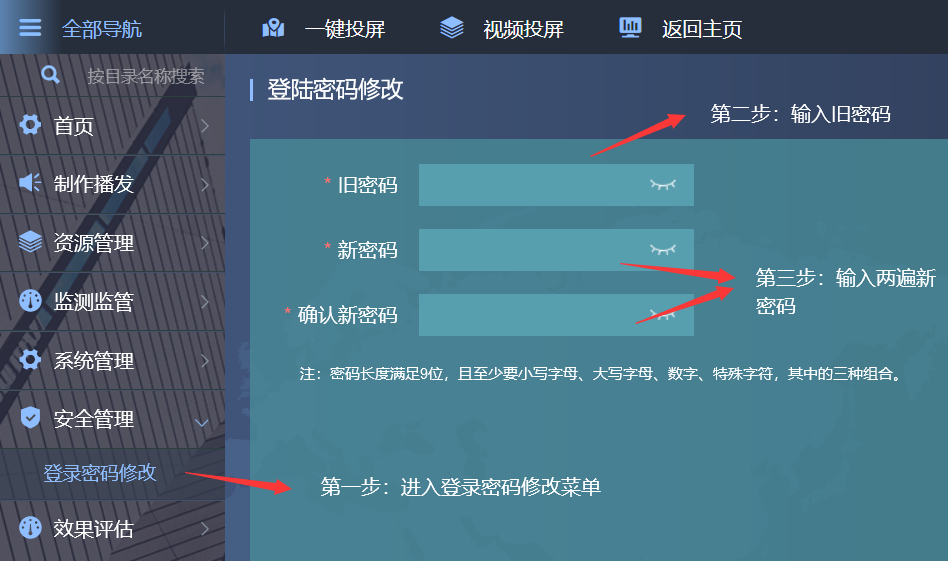 全部导航
一键投屏
视频投屏
返回主页
按目录名称搜索
首页
制作播发
资源管理
监测监管
系统管理
安全管理
登录密码修改
效果评估
登陆密码修改
第二步：输入旧密码
* 旧密码
* 新密码
* 确认新密码
第三步：输入两遍新
密码
注：密码长度满足9位，且至少要小写字母、大写字母、数字、特殊字符，其中的三种组合。
第一步：进入登录密码修改菜单